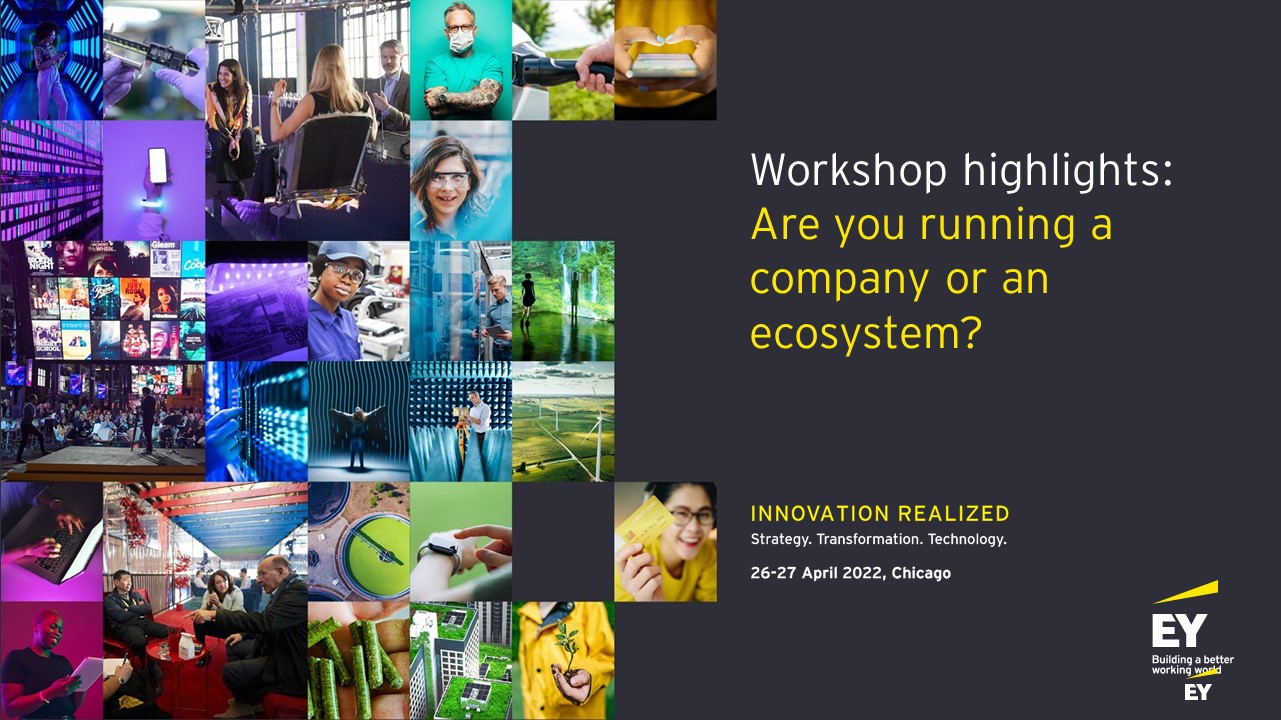 Workshop highlights:
Are you running a
company or an
ecosystem?
INNOVATION REALIZED
Strategy. Transformation. Technology.
26-27 April 2022, Chicago
EY
Building a better
working world
EY